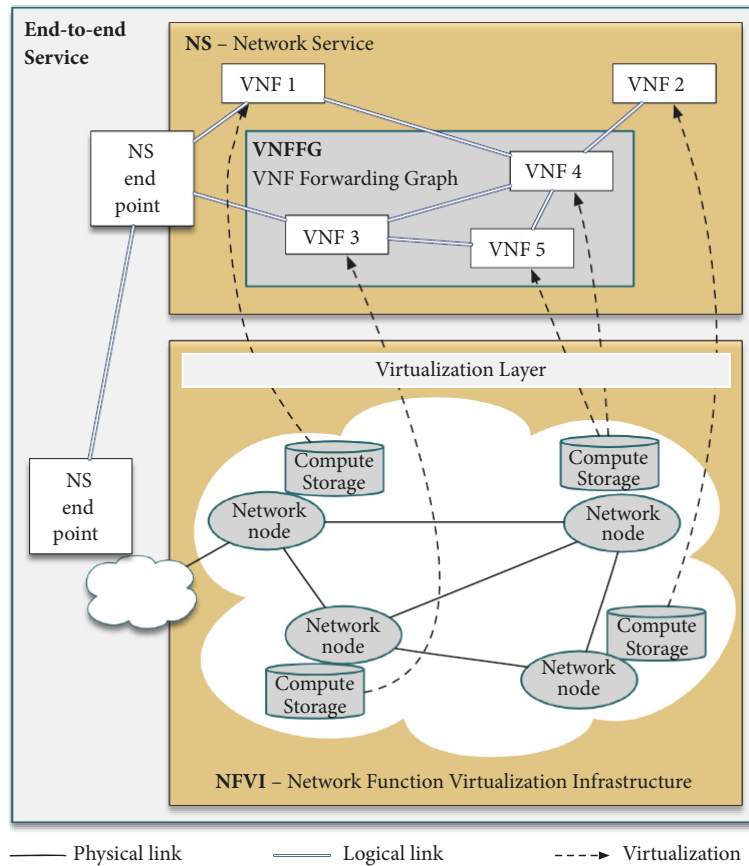 End-to-end
Service
NS – Network Service
VNF 1
VNF 2
NS
end
point
VNFFG
VNF Forwarding Graph
VNF 4
VNF 3
VNF 5
Virtualization Layer
NS
end
point
Compute
Storage
Compute
Storage
Network
node
Network
node
Network
node
Compute
Storage
Compute
Storage
Network
node
NFVI – Network Function Virtualization Infrastructure
Physical link
Logical link
Virtualization